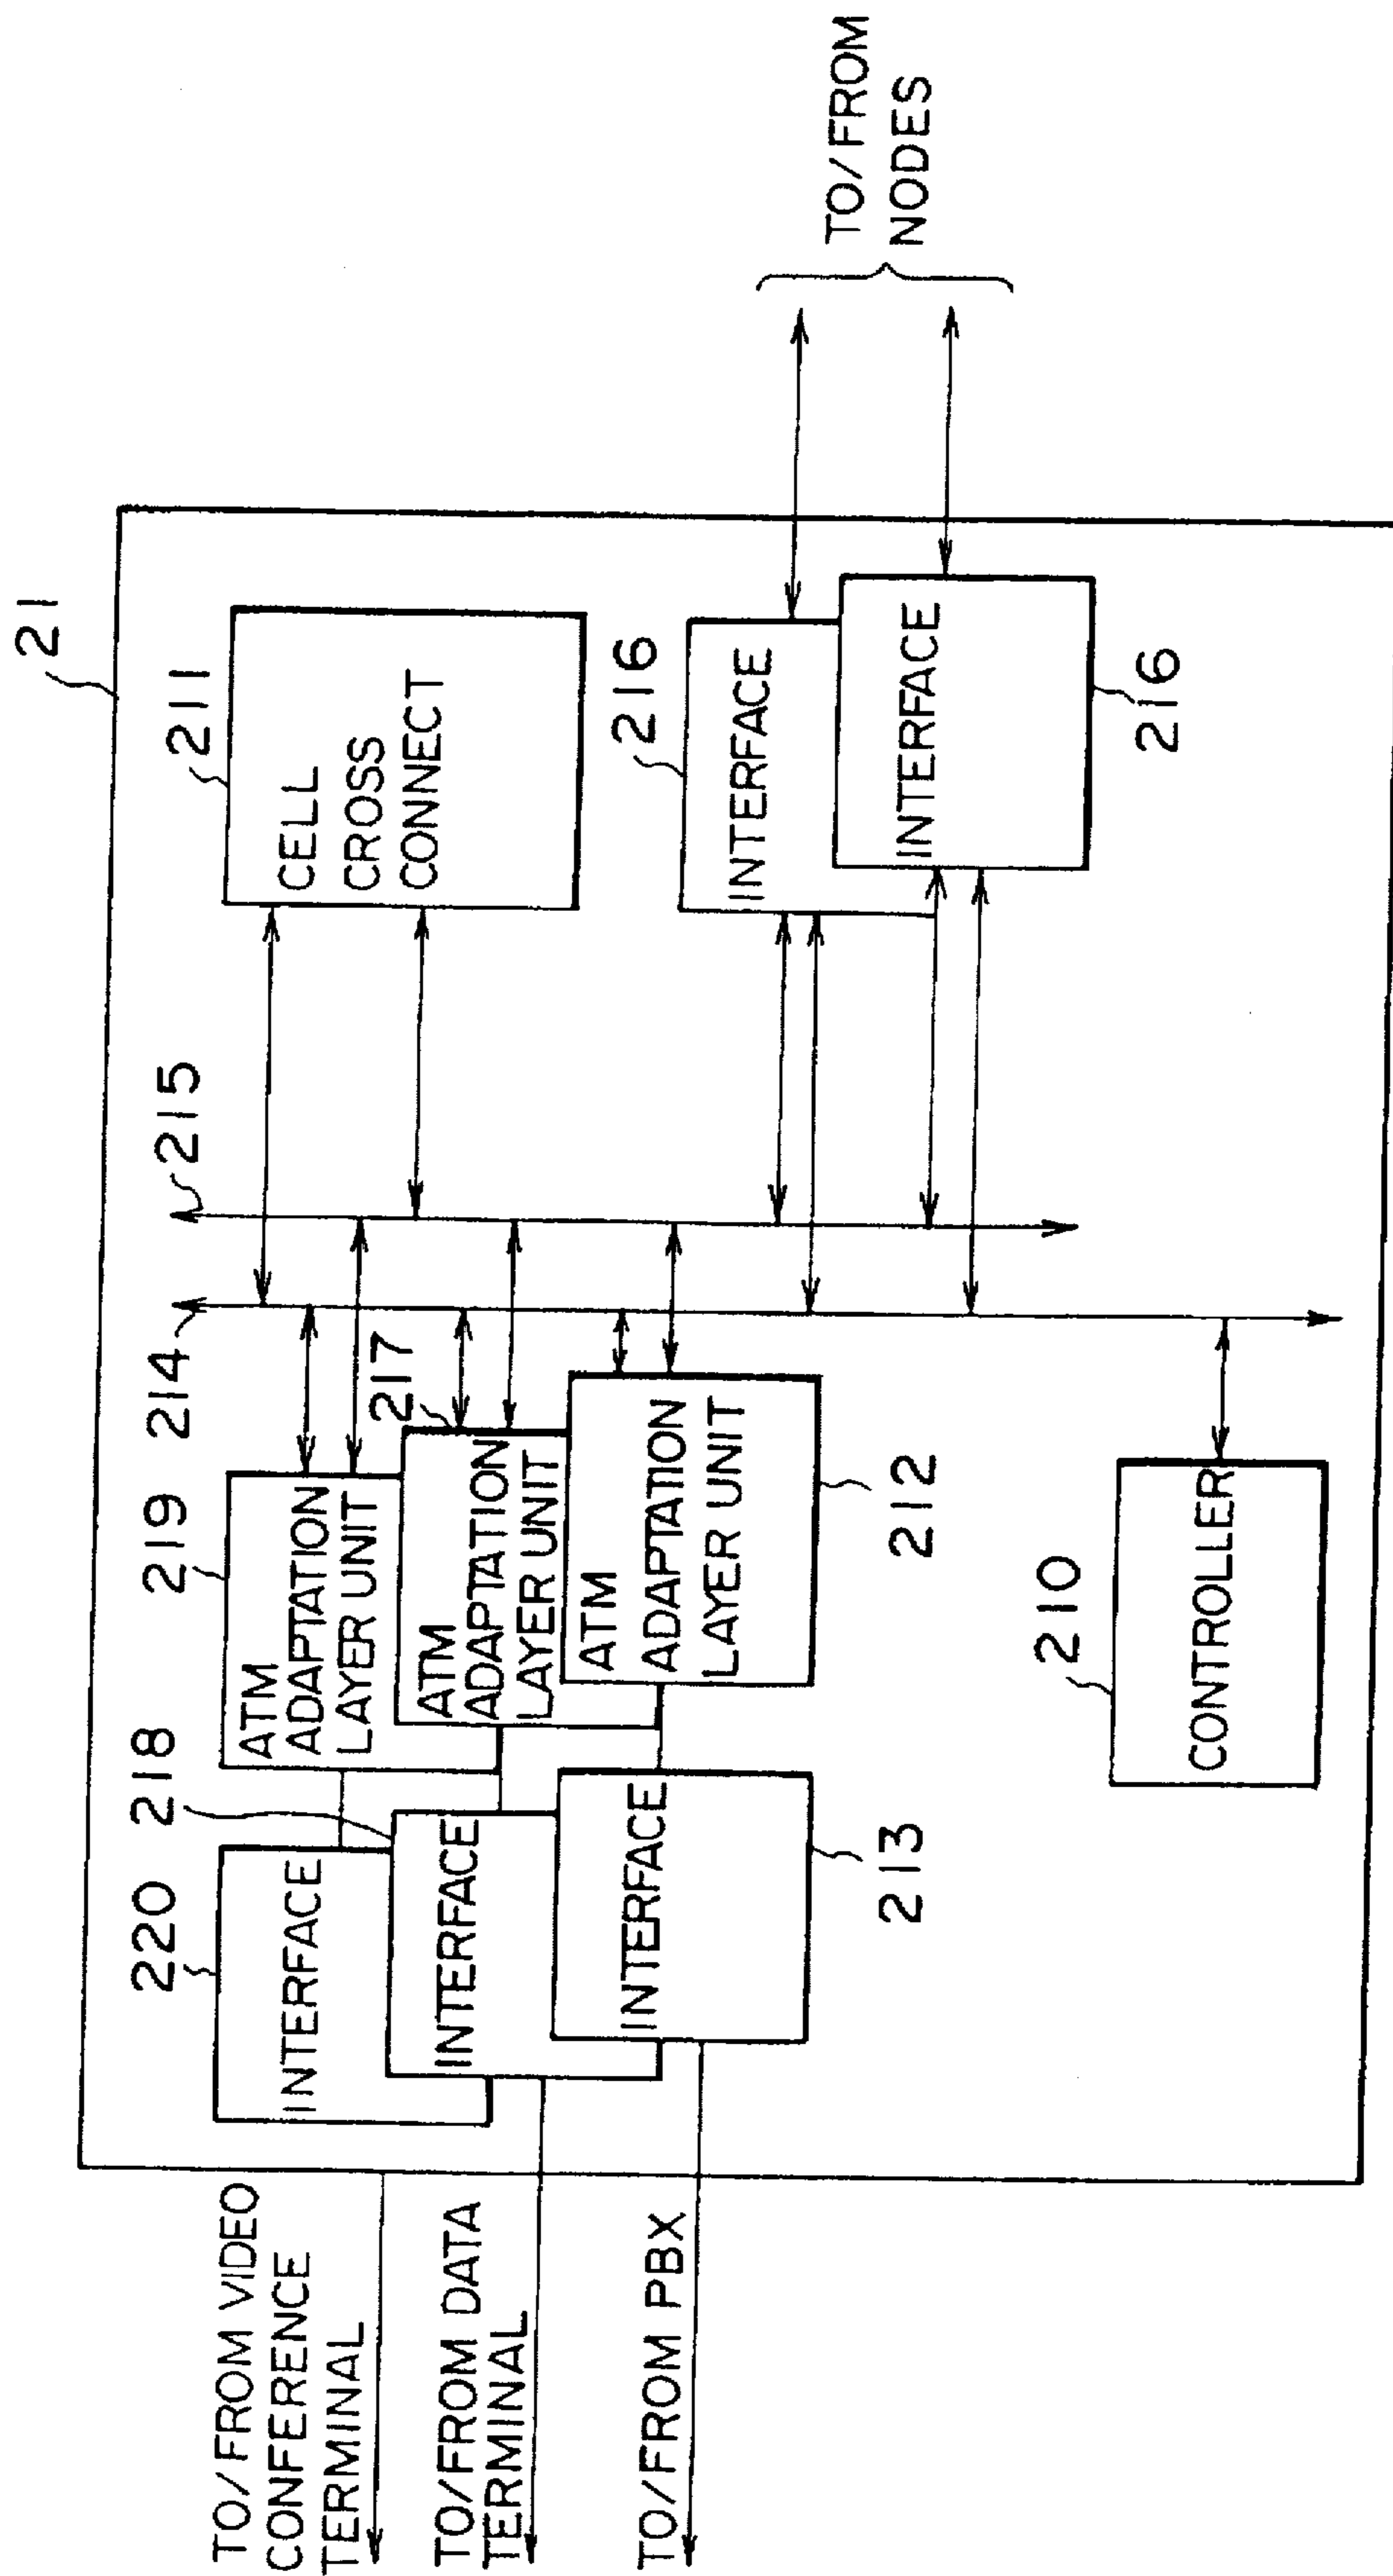 21
211
CELL
CROSS
CONNECT
216
INTERFACE
INTERFACE
216
TO/FROM
NODES
215
214
219
ATM
ADAPTATION
LAYER UNIT
217
ATM
ADAPTATION
LAYER UNIT
ATM
ADAPTATION
LAYER UNIT
212
218
220
INTERFACE
INTERFACE
INTERFACE
213
210
CONTROLLER
TO/FROM VIDEO
CONFERENCE
TERMINAL
TO/FROM DATA
TERMINAL
TO/FROM PBX